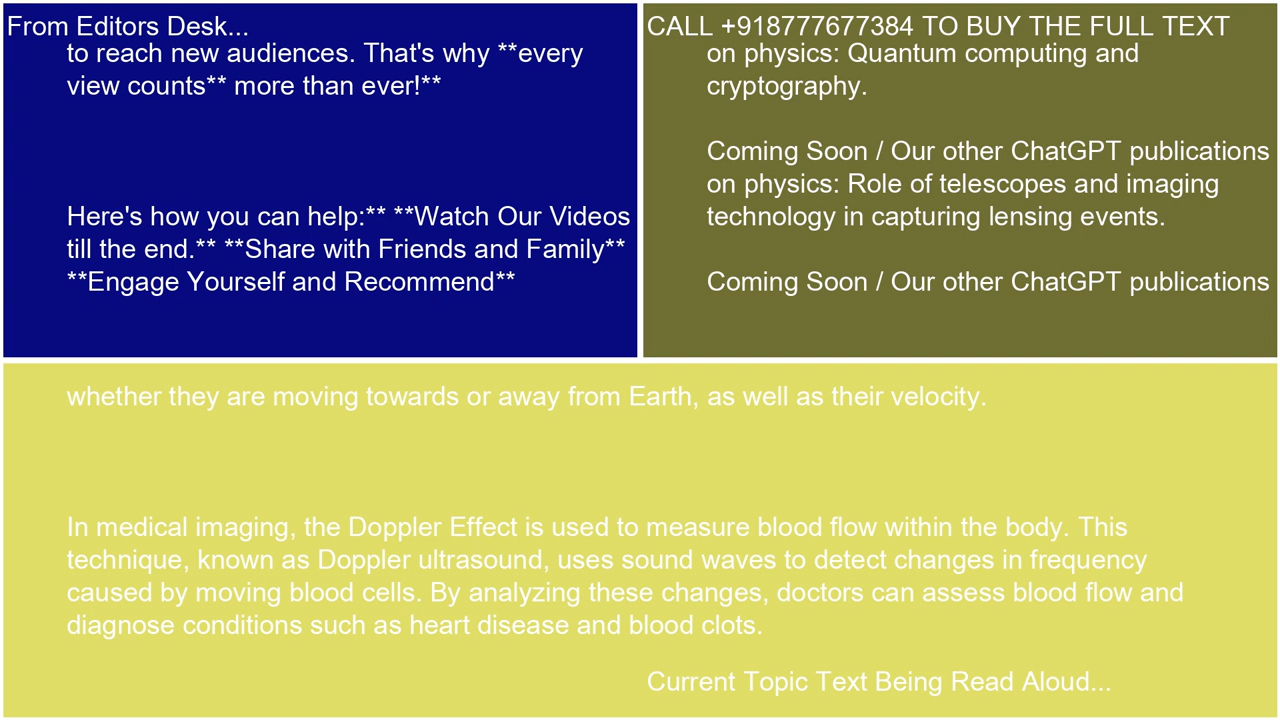 From Editors Desk...
to reach new audiences. That's why **every
view counts** more than ever!**
Here's how you can help:** **Watch Our Videos
till the end.** **Share with Friends and Family**
**Engage Yourself and Recommend**
CALL +918777677384 TO BUY THE FULL TEXT
on physics: Quantum computing and
cryptography.
Coming Soon / Our other ChatGPT publications
on physics: Role of telescopes and imaging
technology in capturing lensing events.
Coming Soon / Our other ChatGPT publications
whether they are moving towards or away from Earth, as well as their velocity.
In medical imaging, the Doppler Effect is used to measure blood flow within the body. This
technique, known as Doppler ultrasound, uses sound waves to detect changes in frequency
caused by moving blood cells. By analyzing these changes, doctors can assess blood flow and
diagnose conditions such as heart disease and blood clots.
Current Topic Text Being Read Aloud...